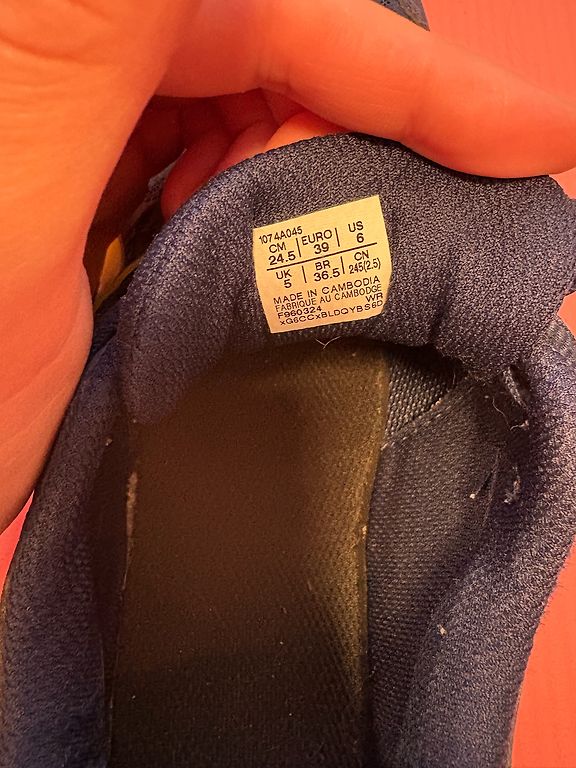 1074A045
CM EURO US
24.5 39 6
UK BR CN
5 36.5 245(2.5)
MADE IN CAMBODIA
FABRIQUE AU CAMBODGE
F960324 WR
xG6CCxBLDQYBS6D